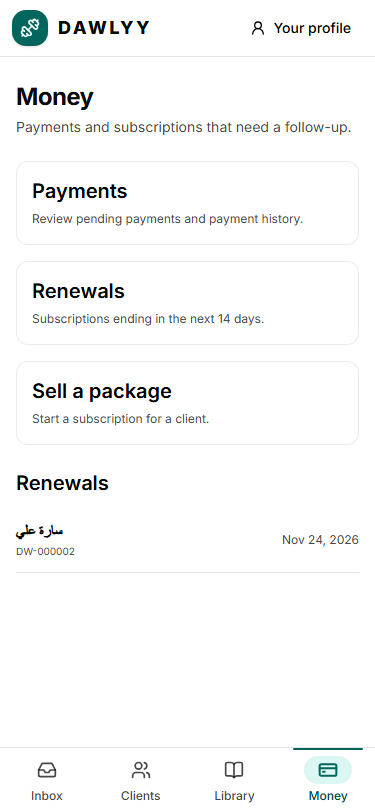 DAWLYY
Your profile
Money
Payments and subscriptions that need a follow-up.
Payments
Review pending payments and payment history.
Renewals
Subscriptions ending in the next 14 days.
Sell a package
Start a subscription for a client.
Renewals
سارة علي
DW-000002
Nov 24, 2026
Inbox
Clients
Library
Money